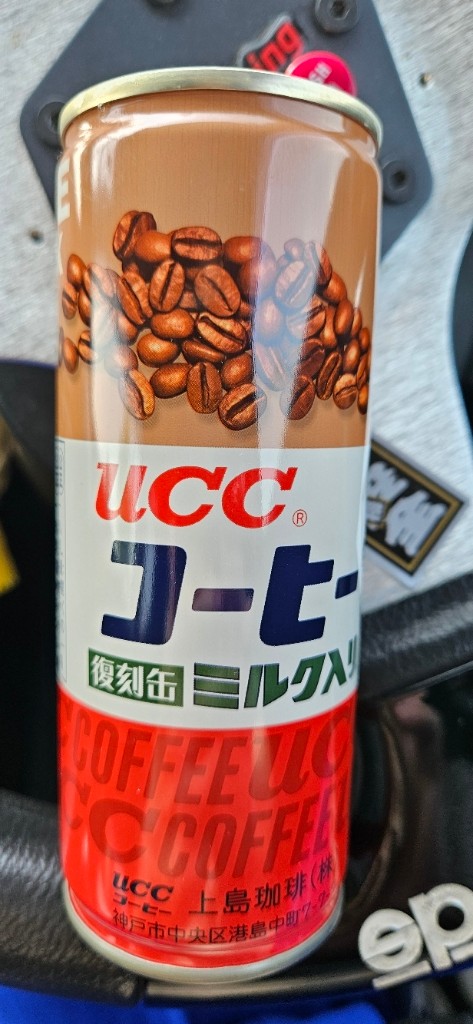 ing
UCC®
コーヒー
復刻缶 ミルク入り
COFFEE UC
CC COFFEE
UCC
コーヒー 上島珈琲(株
神戸市中央区港島中町7-